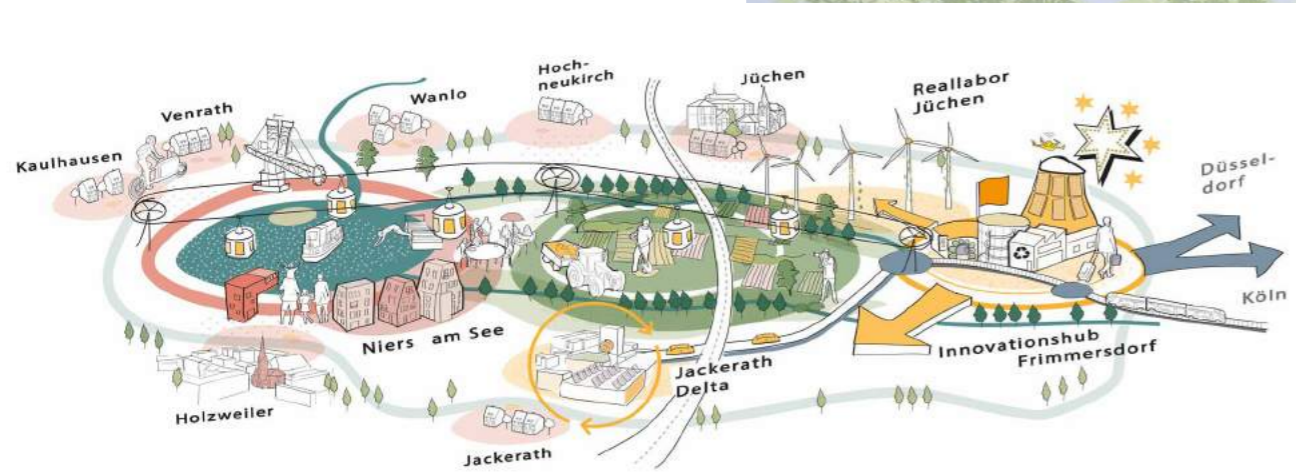 Hoch-
neukirch
Jüchen
Reallabor
Jüchen
Wanlo
Venrath
Kaulhausen
Düssel-
dorf
Köln
Niers am See
Innovationshub
Frimmersdorf
Jackerath
Delta
Holzweiler
Jackerath